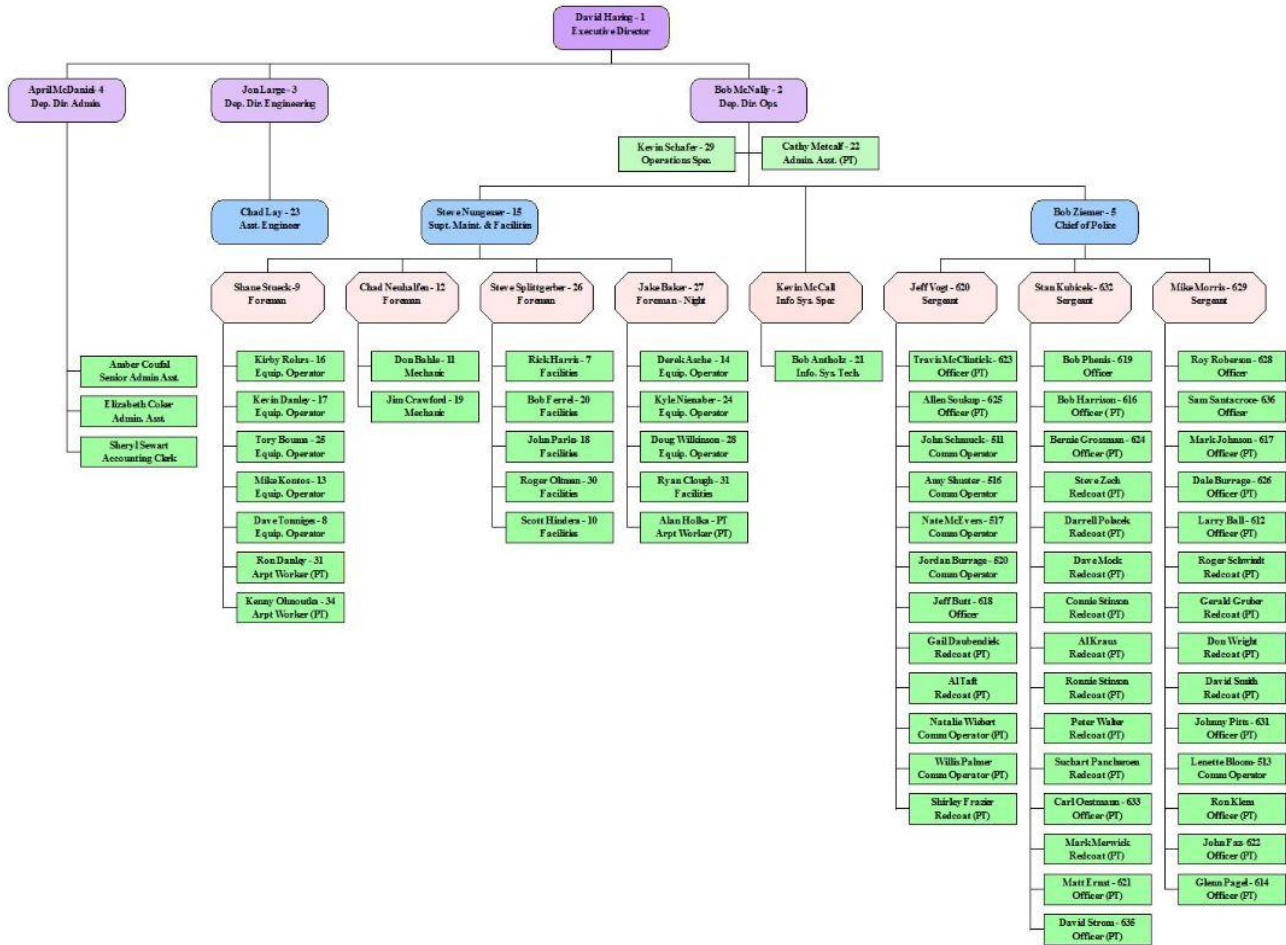 David Haring - 1
Executive Director
April McDaniel- 4
Dep. Dir. Admin.
Jon Large - 3
Dep. Dir. Engineering
Bob McNally - 2
Dep. Dir. Ops
Kevin Schafer - 29
Operations Spec.
Cathy Metcalf - 22
Admin. Asst. (PT)
Chad Lay - 23
Asst. Engineer
Steve Nungesser - 15
Supt. Maint. & Facilities
Bob Ziemer - 5
Chief of Police
Shane Stueck-9
Foreman
Chad Neuhalfen - 12
Foreman
Steve Splittgerber - 26
Foreman
Jake Baker - 27
Foreman - Night
Kevin McCall
Info Sys. Spec
Jeff Vogt - 620
Sergeant
Stan Kubicek - 632
Sergeant
Mike Morris - 629
Sergeant
Amber Coufal
Senior Admin Asst.
Elizabeth Coker
Admin. Asst.
Sheryl Sewart
Accounting Clerk
Kirby Rohrs - 16
Equip. Operator
Kevin Danley - 17
Equip. Operator
Tory Bouma - 25
Equip. Operator
Mike Kontos - 13
Equip. Operator
Dave Tonniges - 8
Equip. Operator
Ron Danley - 31
Arpt Worker (PT)
Kenny Ohnoutka - 34
Arpt Worker (PT)
Don Bahle - 11
Mechanic
Jim Crawford - 19
Mechanic
Rick Harris - 7
Facilities
Bob Ferrel - 20
Facilities
John Parks- 18
Facilities
Roger Oltman - 30
Facilities
Scott Hindera - 10
Facilities
Derek Asche - 14
Equip. Operator
Kyle Nienaber - 24
Equip. Operator
Doug Wilkinson - 28
Equip. Operator
Ryan Clough - 31
Facilities
Alan Holka - PT
Arpt Worker (PT)
Bob Antholz - 21
Info. Sys. Tech.
Travis McClintick - 623
Officer (PT)
Allen Soukup - 625
Officer (PT)
John Schmuck - 511
Comm Operator
Amy Shuster - 516
Comm Operator
Nate McEvers - 517
Comm Operator
Jordan Burrage - 520
Comm Operator
Jeff Butt - 618
Officer
Gail Daubendiek
Redcoat (PT)
Al Taft
Redcoat (PT)
Natalie Wiebert
Comm Operator (PT)
Willis Palmer
Comm Operator (PT)
Shirley Frazier
Redcoat (PT)
Bob Phenis - 619
Officer
Bob Harrison - 616
Officer (PT)
Bernie Grossman - 624
Officer (PT)
Steve Zech
Redcoat (PT)
Darrell Polacek
Redcoat (PT)
Dave Mock
Redcoat (PT)
Connie Stinson
Redcoat (PT)
Al Kraus
Redcoat (PT)
Ronnie Stinson
Redcoat (PT)
Peter Walter
Redcoat (PT)
Suchart Pancharoen
Redcoat (PT)
Carl Oestmann - 633
Officer (PT)
Mark Merwick
Redcoat (PT)
Matt Ernst - 621
Officer (PT)
David Strom - 635
Officer (PT)
Roy Roberson - 628
Officer
Sam Santacroce- 636
Officer
Mark Johnson - 617
Officer (PT)
Dale Burrage - 626
Officer (PT)
Larry Ball - 612
Officer (PT)
Roger Schwindt
Redcoat (PT)
Gerald Gruber
Redcoat (PT)
Don Wright
Redcoat (PT)
David Smith
Redcoat (PT)
Johnny Pitts - 631
Officer (PT)
Lenette Bloom- 513
Comm Operator
Ron Klem
Officer (PT)
John Fax- 622
Officer (PT)
Glenn Pagel - 614
Officer (PT)